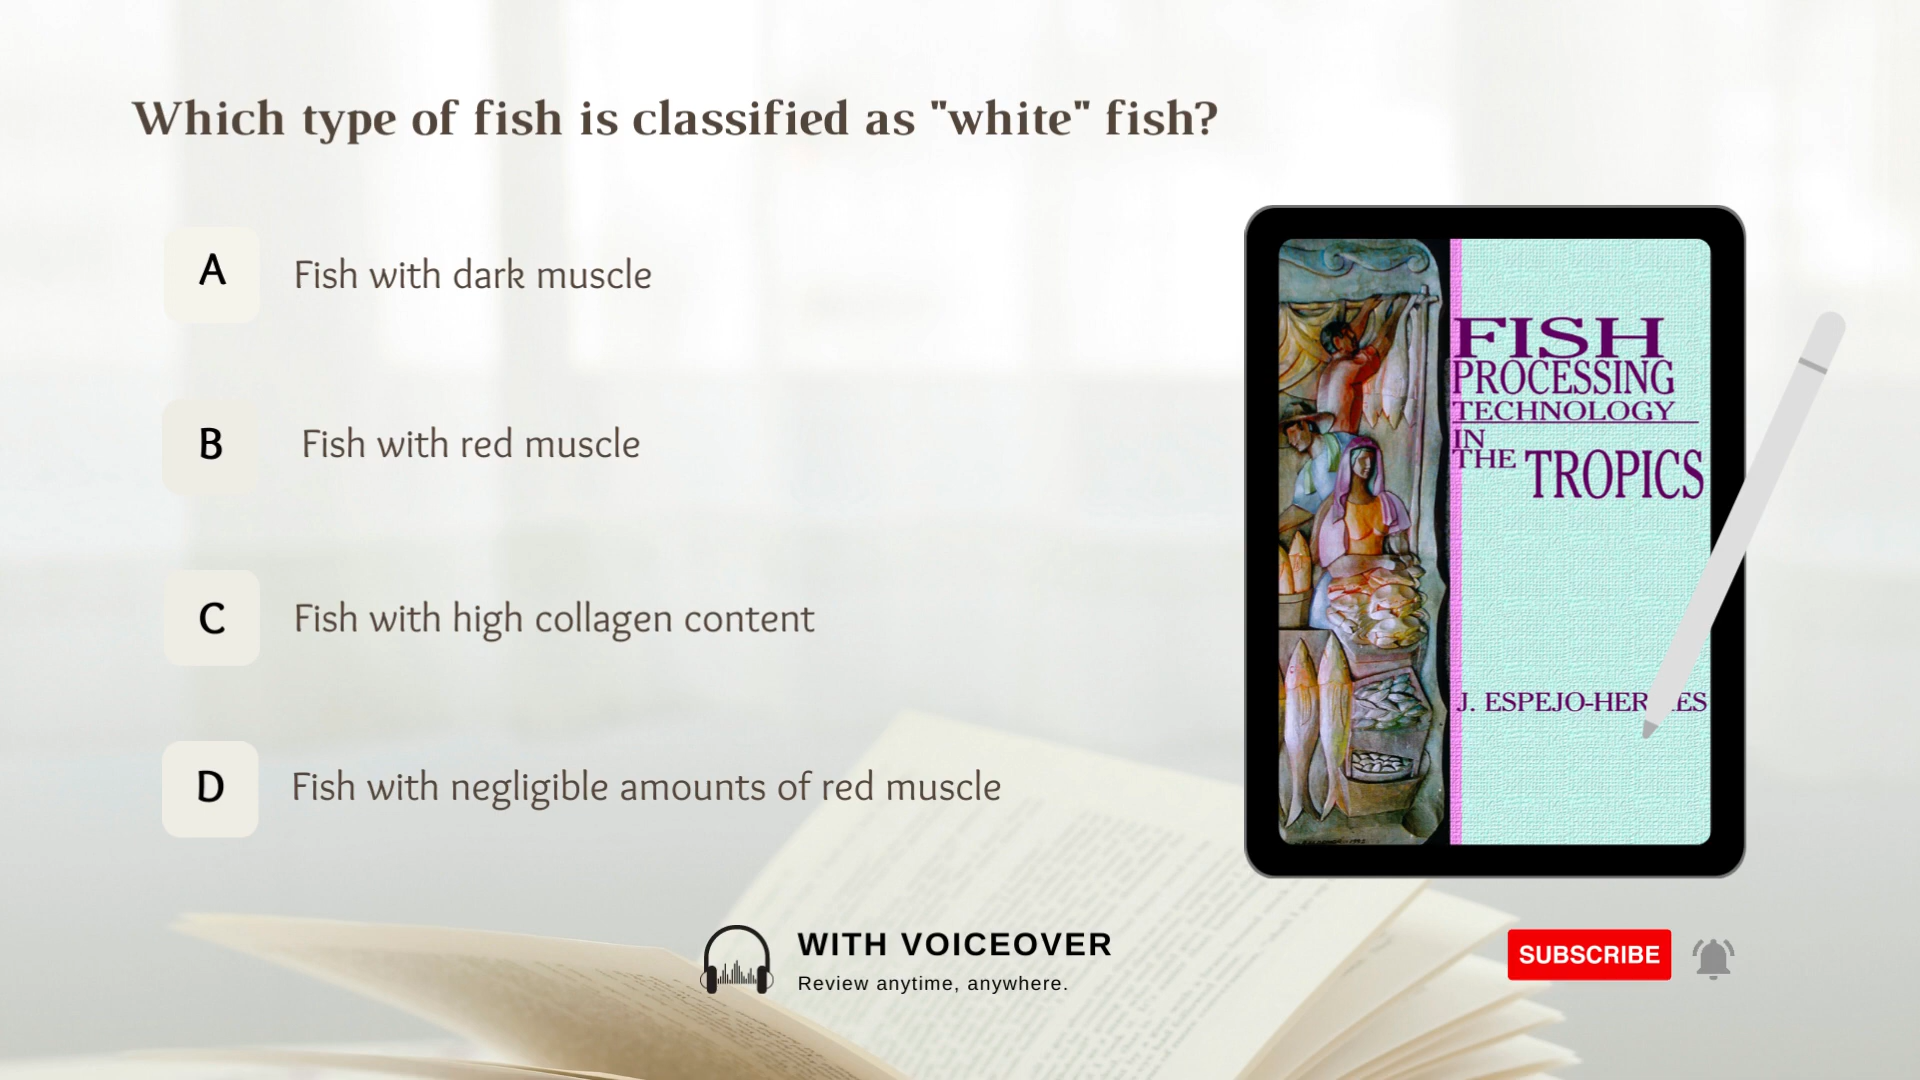 Which type of fish is classified as "white" fish?
A Fish with dark muscle
B Fish with red muscle
C Fish with high collagen content
D Fish with negligible amounts of red muscle
FISH
PROCESSING
TECHNOLOGY
IN
THE TROPICS
J. ESPEJO-HER ES
WITH VOICEOVER
Review anytime, anywhere.
SUBSCRIBE